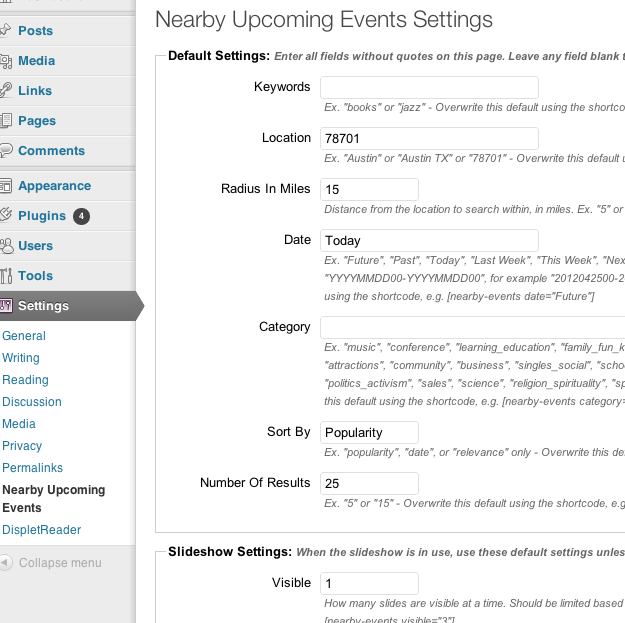 Nearby Upcoming Events Settings
Posts
Media
Links
Pages
Comments
Appearance
Plugins 4
Users
Tools
Settings
General
Writing
Reading
Discussion
Media
Privacy
Permalinks
Nearby Upcoming
Events
DispletReader
Collapse menu
Default Settings: Enter all fields without quotes on this page. Leave any field blank
Keywords
Ex. "books" or "jazz" - Overwrite this default using the shortco
Location 78701
Ex. "Austin" or "Austin TX" or "78701" - Overwrite this default
Radius In Miles 15
Distance from the location to search within, in miles. Ex. "5" or
Date Today
Ex. "Future", "Past", "Today", "Last Week", "This Week", "Nex
"YYYYMMDD00-YYYYMMDD00", for example "2012042500-2
using the shortcode, e.g. [nearby-events date="Future"]
Category
Ex. "music", "conference", "learning_education", "family_fun_k
"attractions", "community", "business", "singles_social", "schoo
"politics_activism", "sales", "science", "religion_spirituality", "sp
this default using the shortcode, e.g. [nearby-events category=
Sort By Popularity
Ex. "popularity", "date", or "relevance" only - Overwrite this de
Number Of Results 25
Ex. "5" or "15" - Overwrite this default using the shortcode, e.g
Slideshow Settings: When the slideshow is in use, use these default settings unles
Visible 1
How many slides are visible at a time. Should be limited based
[nearby-events visible="3"]